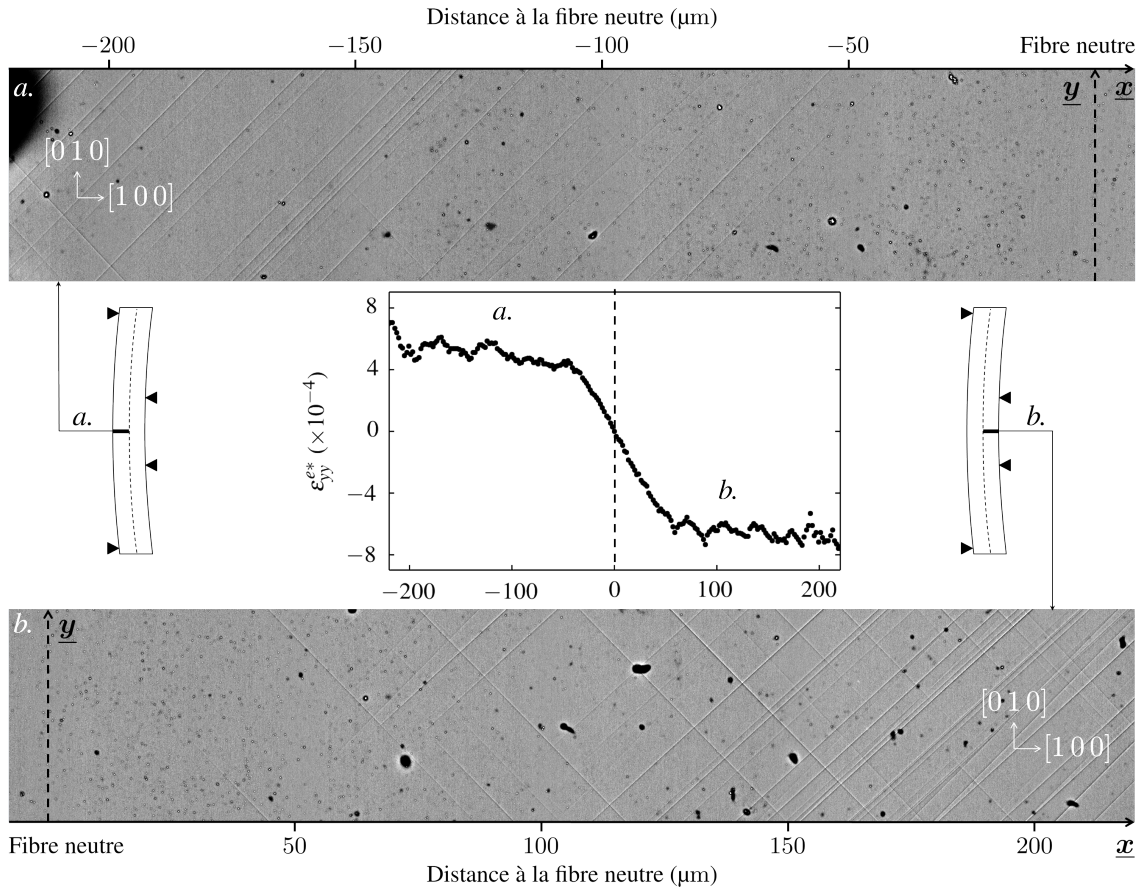 Distance à la fibre neutre (µm)
−200 −150 −100 −50 Fibre neutre
a. y x
[0 1 0]
[1 0 0]
8
4
0
−4
−8
ε^{e*}_{yy} (×10^{−4})
a.
b.
−200 −100 0 100 200
a.
b.
b. y
[0 1 0]
[1 0 0]
Fibre neutre 50 100 150 200 x
Distance à la fibre neutre (µm)